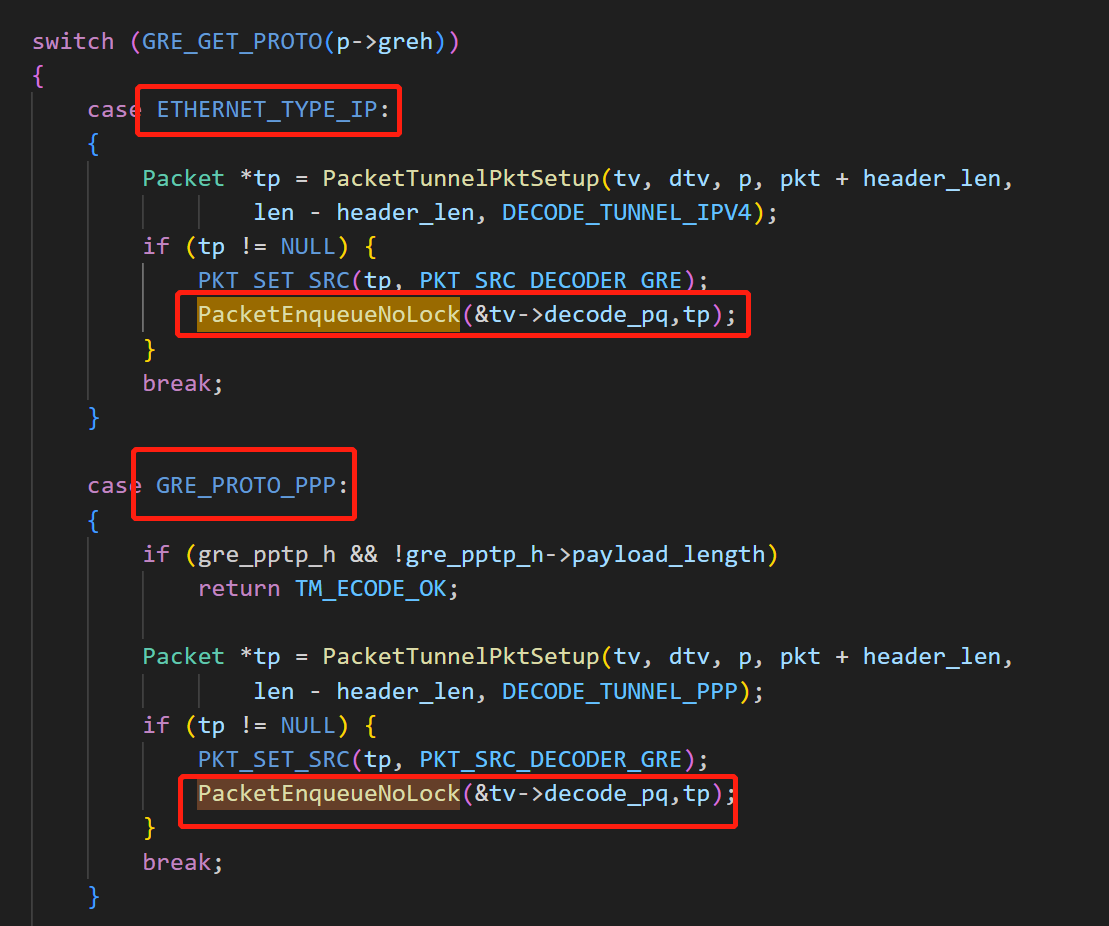 switch (GRE_GET_PROTO(p->greh))
{
case ETHERNET_TYPE_IP:
{
Packet *tp = PacketTunnelPktSetup(tv, dtv, p, pkt + header_len,
len - header_len, DECODE_TUNNEL_IPV4);
if (tp != NULL) {
PKT_SET_SRC(tp, PKT_SRC_DECODER_GRE);
PacketEnqueueNoLock(&tv->decode_pq,tp);
}
break;
}
case GRE_PROTO_PPP:
{
if (gre_pptp_h && !gre_pptp_h->payload_length)
return TM_ECODE_OK;
Packet *tp = PacketTunnelPktSetup(tv, dtv, p, pkt + header_len,
len - header_len, DECODE_TUNNEL_PPP);
if (tp != NULL) {
PKT_SET_SRC(tp, PKT_SRC_DECODER_GRE);
PacketEnqueueNoLock(&tv->decode_pq,tp);
}
break;
}